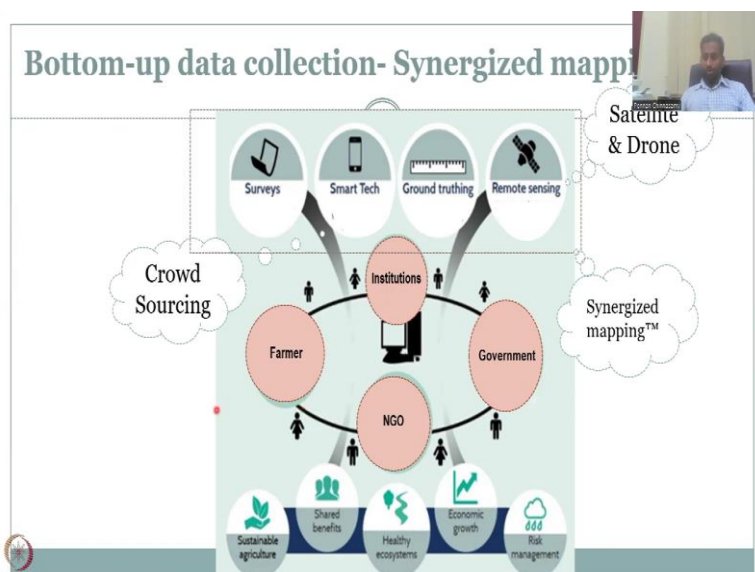 Bottom-up data collection- Synergized mappi
Satellite
& Drone
Surveys
Smart Tech
Ground truthing
Remote sensing
Crowd
Sourcing
Institutions
Synergized
mapping™
Farmer
Government
NGO
Shared
benefits
Economic
growth
Sustainable
agriculture
Healthy
ecosystems
Risk
management